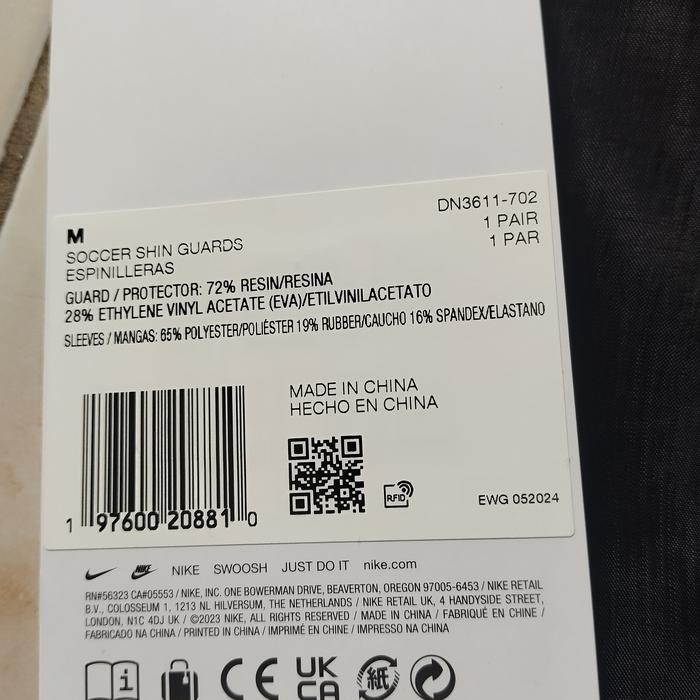 M
DN3611-702
SOCCER SHIN GUARDS
1 PAIR
ESPINILLERAS
1 PAR
GUARD / PROTECTOR: 72% RESIN/RESINA
28% ETHYLENE VINYL ACETATE (EVA)/ETILVINILACETATO
SLEEVES / MANGAS: 65% POLYESTER/POLIÉSTER 19% RUBBER/CAUCHO 16% SPANDEX/ELASTANO
MADE IN CHINA
HECHO EN CHINA
RFID
EWG 052024
1 97600 20881 0
NIKE NIKE SWOOSH JUST DO IT nike.com
RN#56323 CA#05553 / NIKE, INC. ONE BOWERMAN DRIVE, BEAVERTON, OREGON 97005-6453 / NIKE RETAIL
B.V., COLOSSEUM 1, 1213 NL HILVERSUM, THE NETHERLANDS / NIKE RETAIL UK, 4 HANDYSIDE STREET,
LONDON, N1C 4DJ UK / ©2023 NIKE, ALL RIGHTS RESERVED / MADE IN CHINA / FABRIQUÉ EN CHINE /
FABRICADO NA CHINA / PRINTED IN CHINA / IMPRIMÉ EN CHINE / IMPRESSO NA CHINA
i CE UK CA 紙